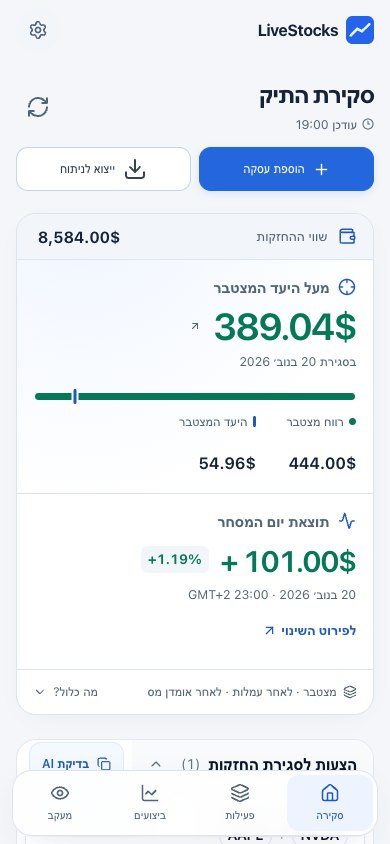 LiveStocks
סקירת התיק
עודכן 19:00
הוספת עסקה
ייצוא לניתוח
שווי ההחזקות
8,584.00$
מעל היעד המצטבר
389.04$
בסגירת 20 בנוב׳ 2026
רווח מצטבר
היעד המצטבר
444.00$
54.96$
תוצאת יום המסחר
+101.00$
+1.19%
20 בנוב׳ 2026 · 23:00 GMT+2
לפירוט השינוי
מצטבר · לאחר עמלות · לאחר אומדן מס
מה כלול?
הצעות לסגירת החזקות (1)
בדיקת AI
סקירה
פעילות
ביצועים
מעקב
NVDA · AAPL